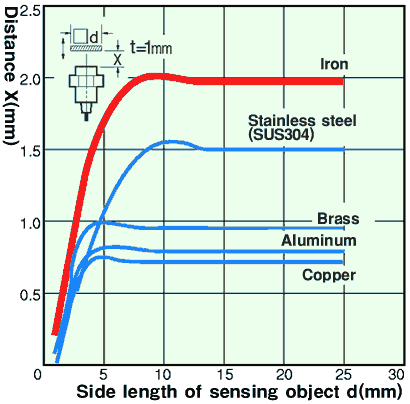 2.5
2.0
1.5
1.0
0.5
Distance X(mm)
d
t=1mm
X
Iron
Stainless steel
(SUS304)
Brass
Aluminum
Copper
0 5 10 15 20 25 30
Side length of sensing object d(mm)